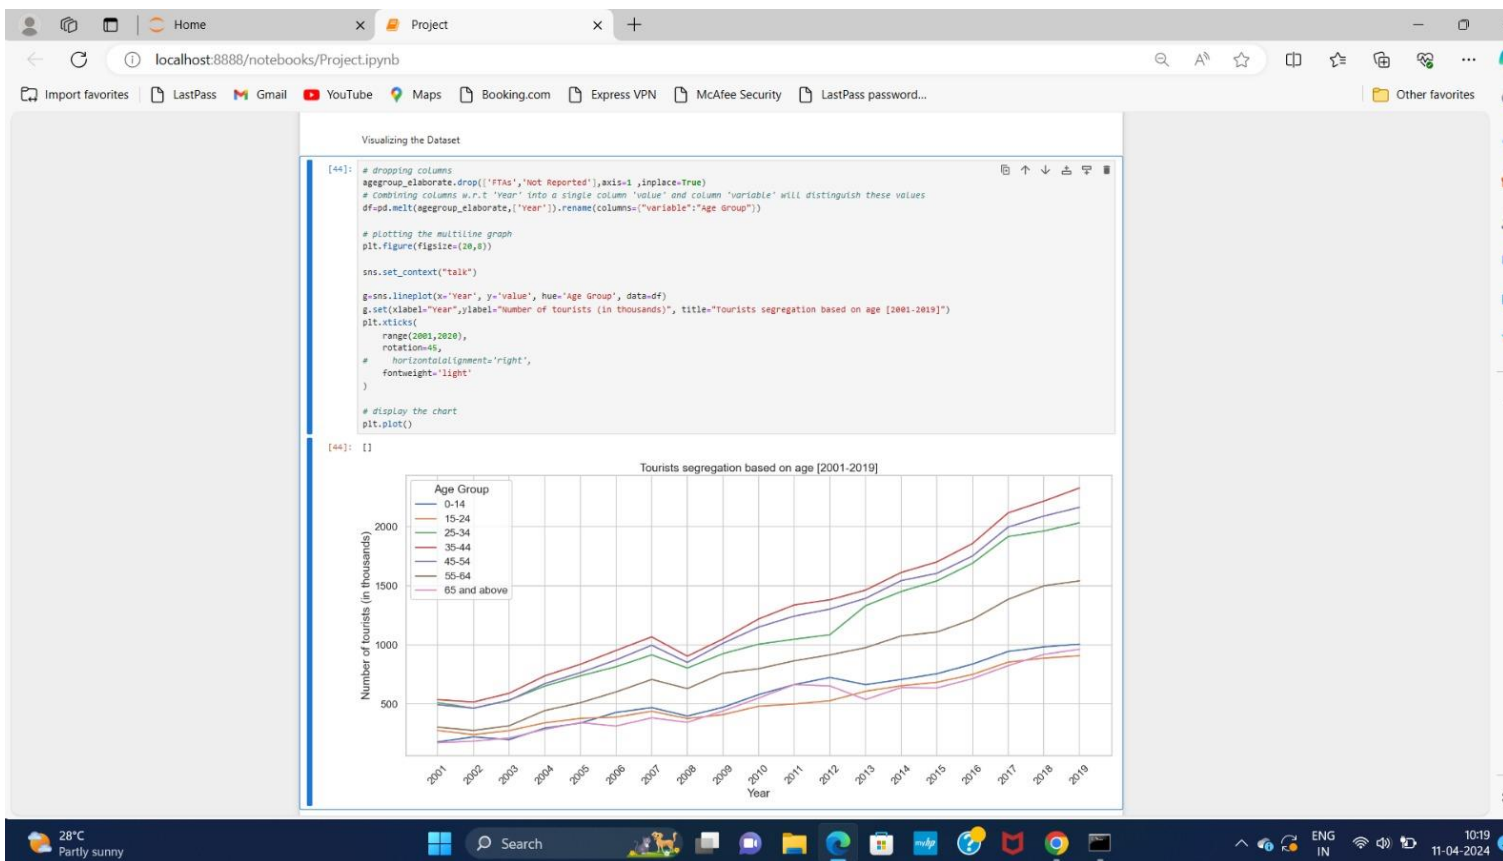 Home
Project
localhost:8888/notebooks/Project.ipynb
Import favorites
LastPass
Gmail
YouTube
Maps
Booking.com
Express VPN
McAfee Security
LastPass password...
Other favorites
Visualizing the Dataset
[44]:
# dropping columns
agegroup_elaborate.drop(['FTAs','Not Reported'],axis=1 ,inplace=True)
# Combining columns w.r.t 'Year' into a single column 'value' and column 'variable' will distinguish these values
df=pd.melt(agegroup_elaborate,['Year']).rename(columns={"variable":"Age Group"})
# plotting the multiline graph
plt.figure(figsize=(20,8))
sns.set_context("talk")
g=sns.lineplot(x='Year', y='value', hue='Age Group', data=df)
g.set(xlabel="Year",ylabel="Number of tourists (in thousands)", title="Tourists segregation based on age [2001-2019]")
plt.xticks(
range(2001,2020),
rotation=45,
# horizontalalignment='right',
fontweight='light'
)
# display the chart
plt.plot()
[44]: []
Tourists segregation based on age [2001-2019]
Age Group
0-14
15-24
25-34
35-44
45-54
55-64
65 and above
Number of tourists (in thousands)
2000
1500
1000
500
2001
2002
2003
2004
2005
2006
2007
2008
2009
2010
2011
2012
2013
2014
2015
2016
2017
2018
2019
Year
28°C
Partly sunny
Search
myhp
ENG
IN
10:19
11-04-2024